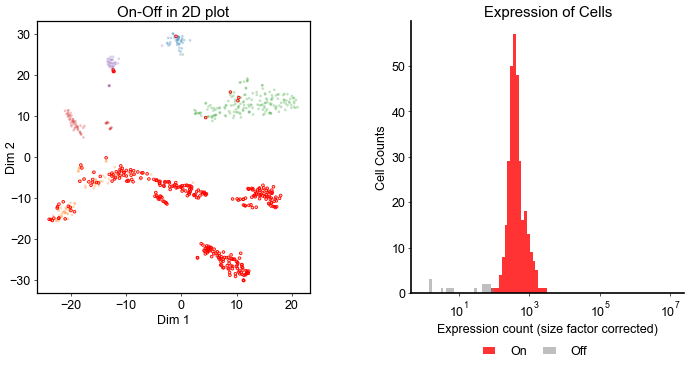 On-Off in 2D plot
30
20
10
0
−10
−20
−30
Dim 2
−20 −10 0 10 20
Dim 1
Expression of Cells
50
40
30
20
10
0
Cell Counts
10^1 10^3 10^5 10^7
Expression count (size factor corrected)
On Off